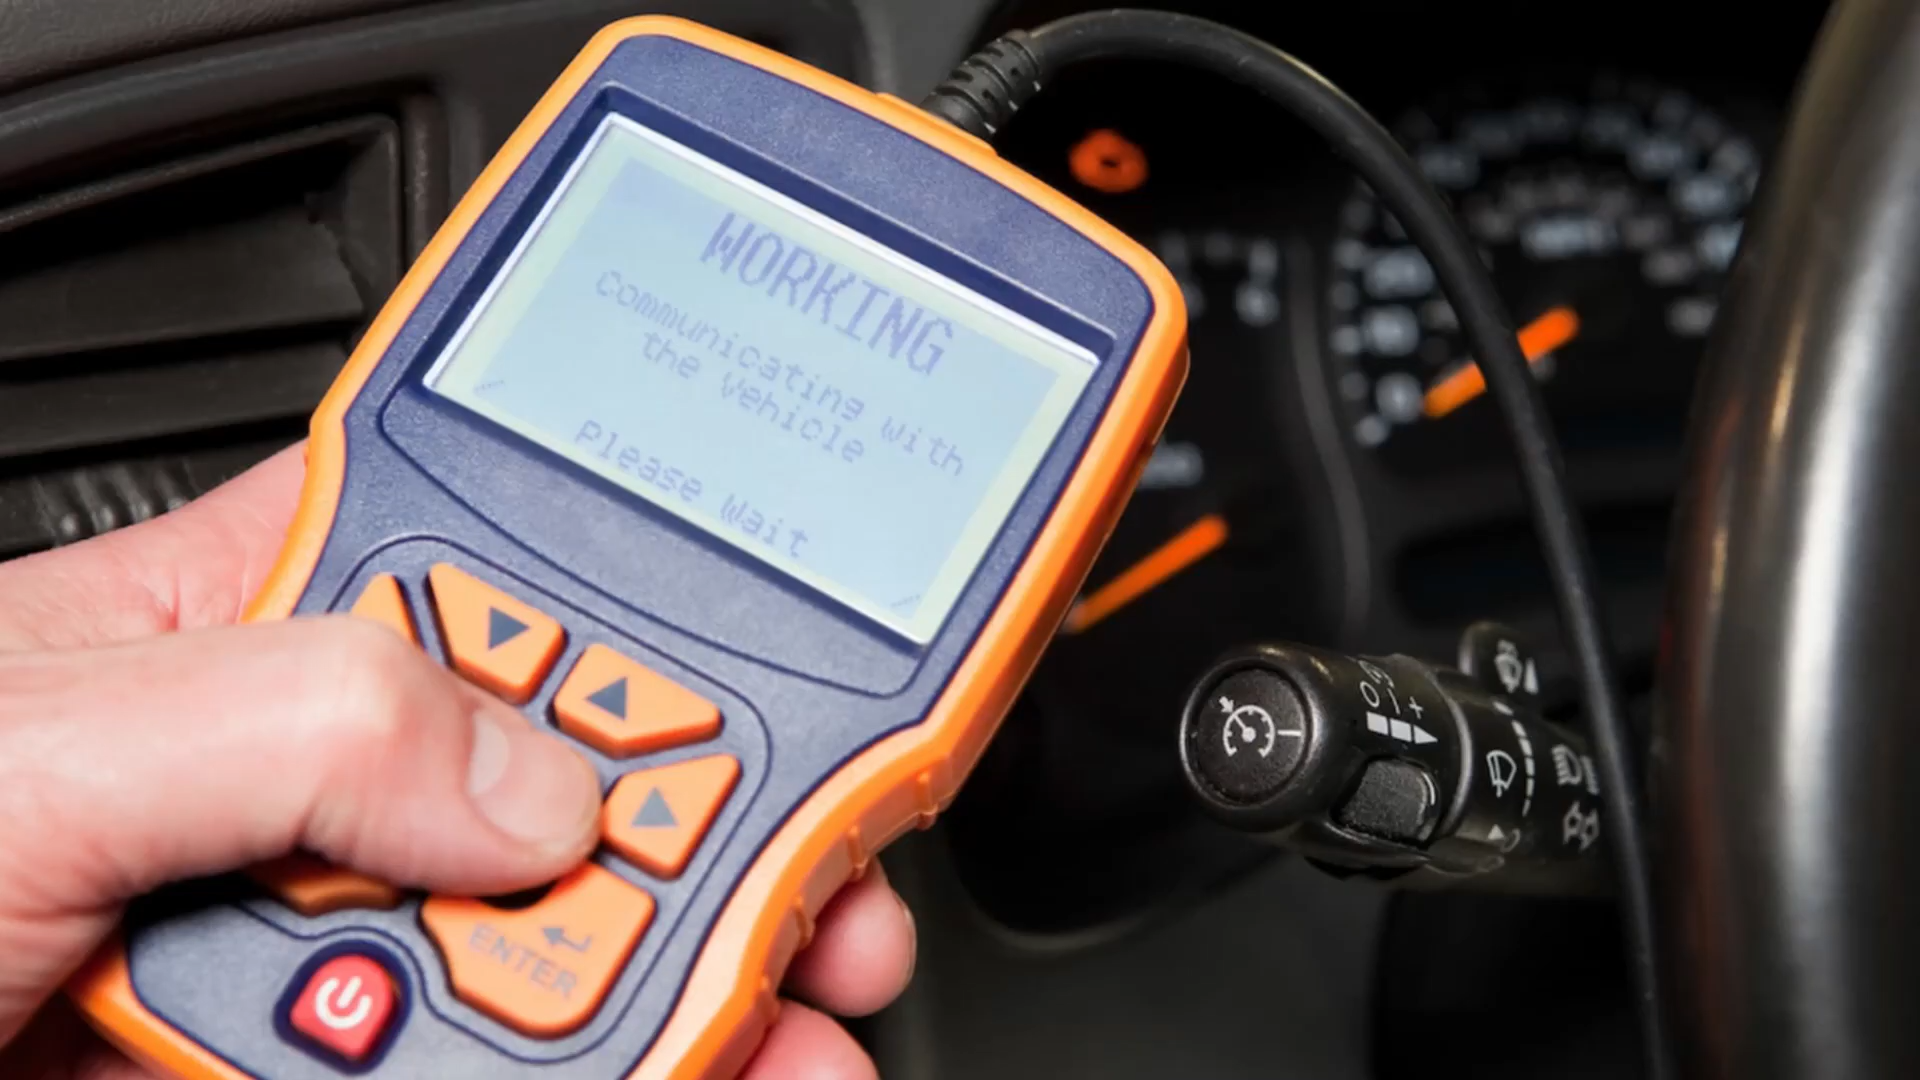 WORKING
Communicating with
the Vehicle
Please Wait
ENTER